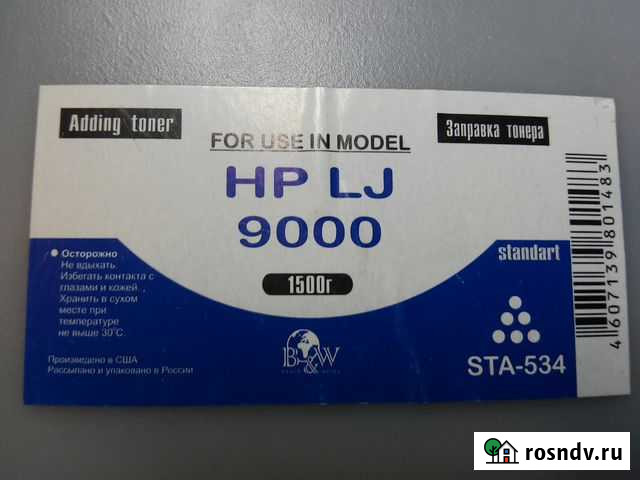 Adding toner
FOR USE IN MODEL
Заправка тонера
HP LJ
9000
1500г
standart
Осторожно
Не вдыхать.
Избегать контакта с
глазами и кожей.
Хранить в сухом
месте при
температуре
не выше 30°C.
Произведено в США
Рассыпано и упаковано в России
B&W
STA-534
4607139801483
rosndv.ru